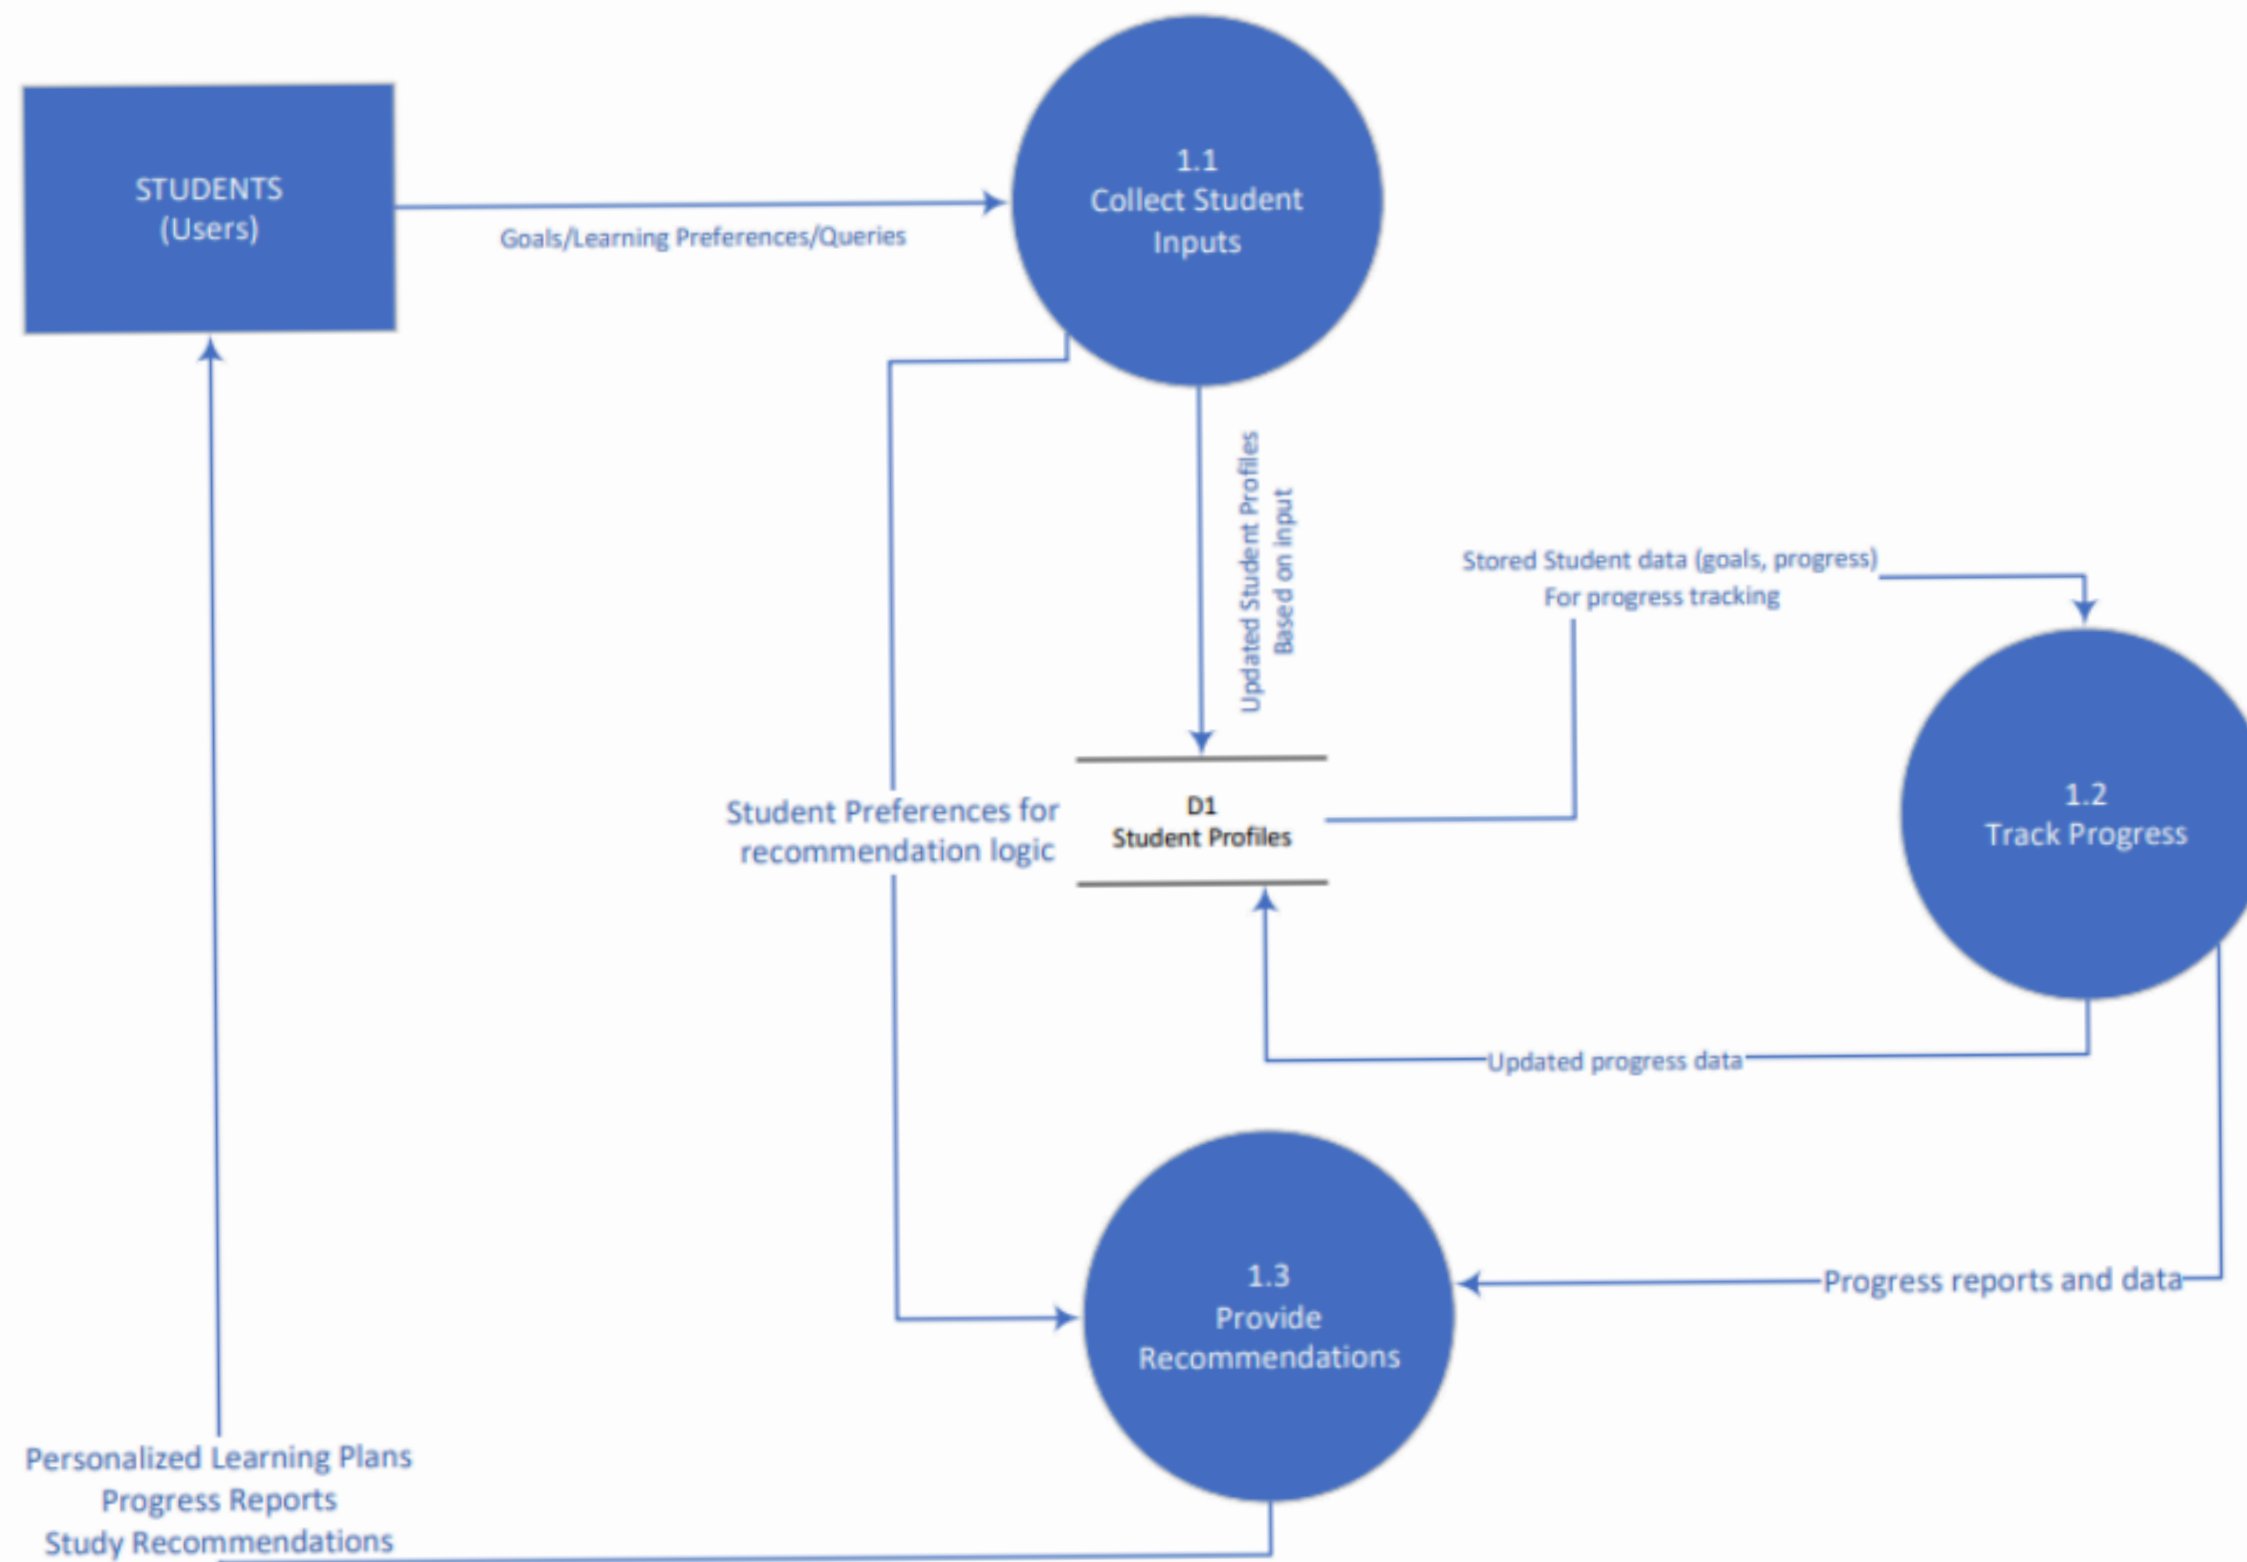 STUDENTS
(Users)
Goals/Learning Preferences/Queries
1.1
Collect Student
Inputs
Updated Student Profiles
Based on input
Stored Student data (goals, progress)
For progress tracking
Student Preferences for
recommendation logic
D1
Student Profiles
1.2
Track Progress
Updated progress data
1.3
Provide
Recommendations
Progress reports and data
Personalized Learning Plans
Progress Reports
Study Recommendations